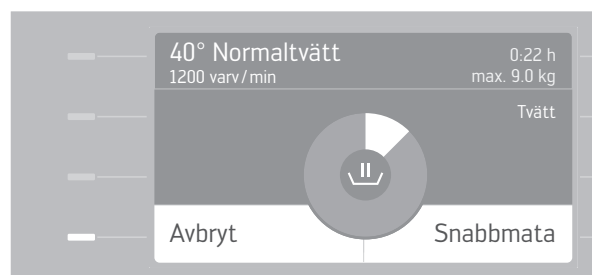 40° Normaltvätt 0:22 h
1200 varv/min max. 9.0 kg
Tvätt
Avbryt Snabbmata